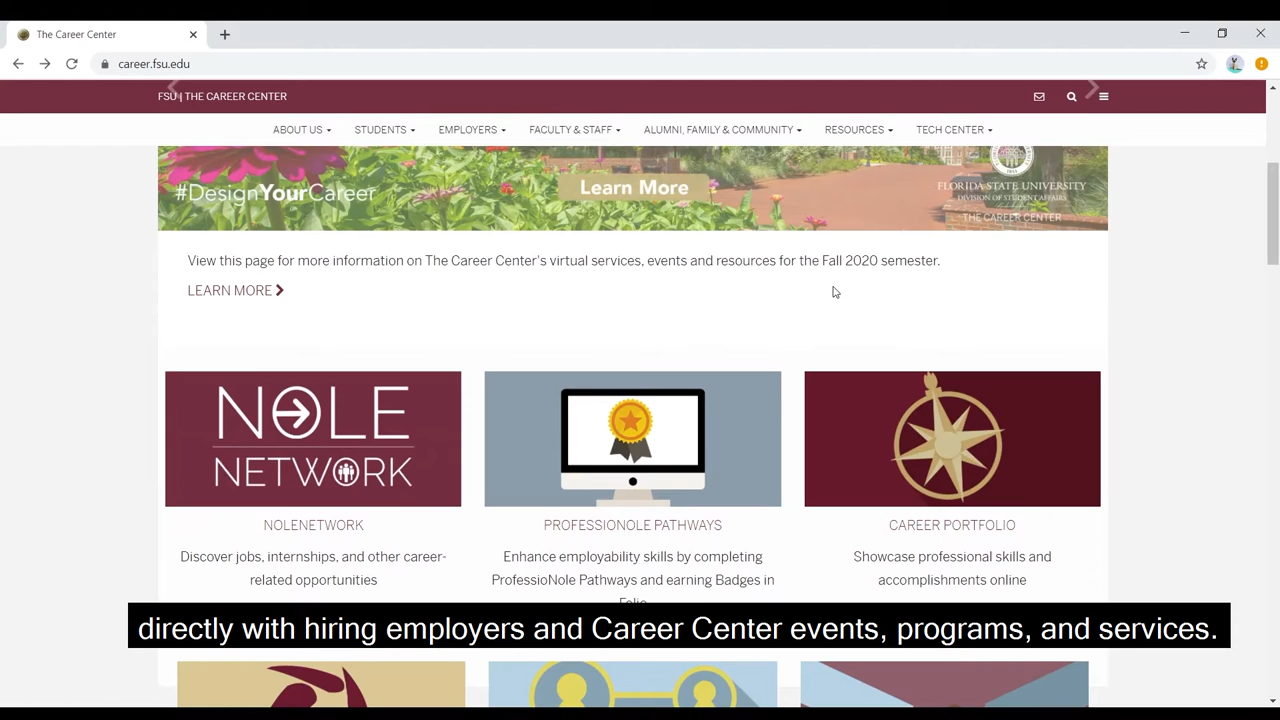 The Career Center
career.fsu.edu
FSU | THE CAREER CENTER
ABOUT US STUDENTS EMPLOYERS FACULTY & STAFF ALUMNI, FAMILY & COMMUNITY RESOURCES TECH CENTER
#DesignYourCareer
Learn More
FLORIDA STATE UNIVERSITY
DIVISION OF STUDENT AFFAIRS
THE CAREER CENTER
View this page for more information on The Career Center's virtual services, events and resources for the Fall 2020 semester.
LEARN MORE
NOLE
NETWORK
NOLENETWORK
Discover jobs, internships, and other career-
related opportunities
PROFESSIONOLE PATHWAYS
Enhance employability skills by completing
ProfessioNole Pathways and earning Badges in
Folio
CAREER PORTFOLIO
Showcase professional skills and
accomplishments online
directly with hiring employers and Career Center events, programs, and services.